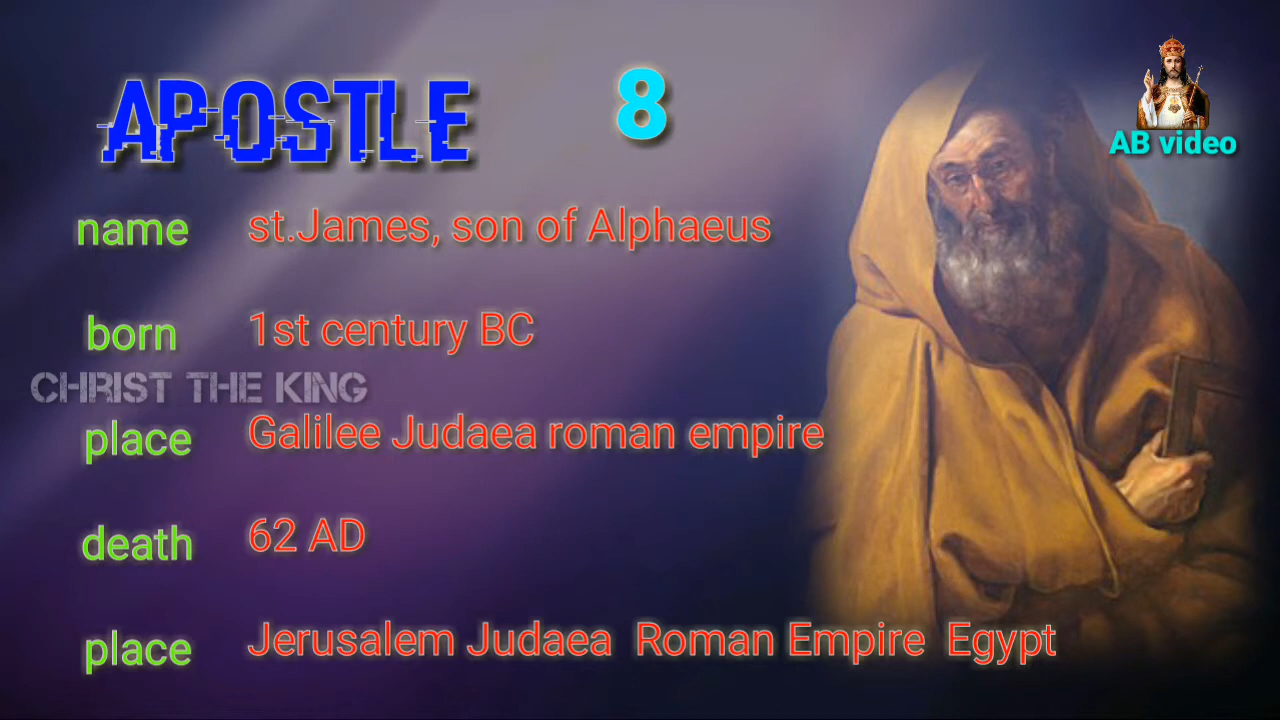 APOSTLE 8
AB video
name st.James, son of Alphaeus
born 1st century BC
CHRIST THE KING
place Galilee Judaea roman empire
death 62 AD
place Jerusalem Judaea Roman Empire Egypt